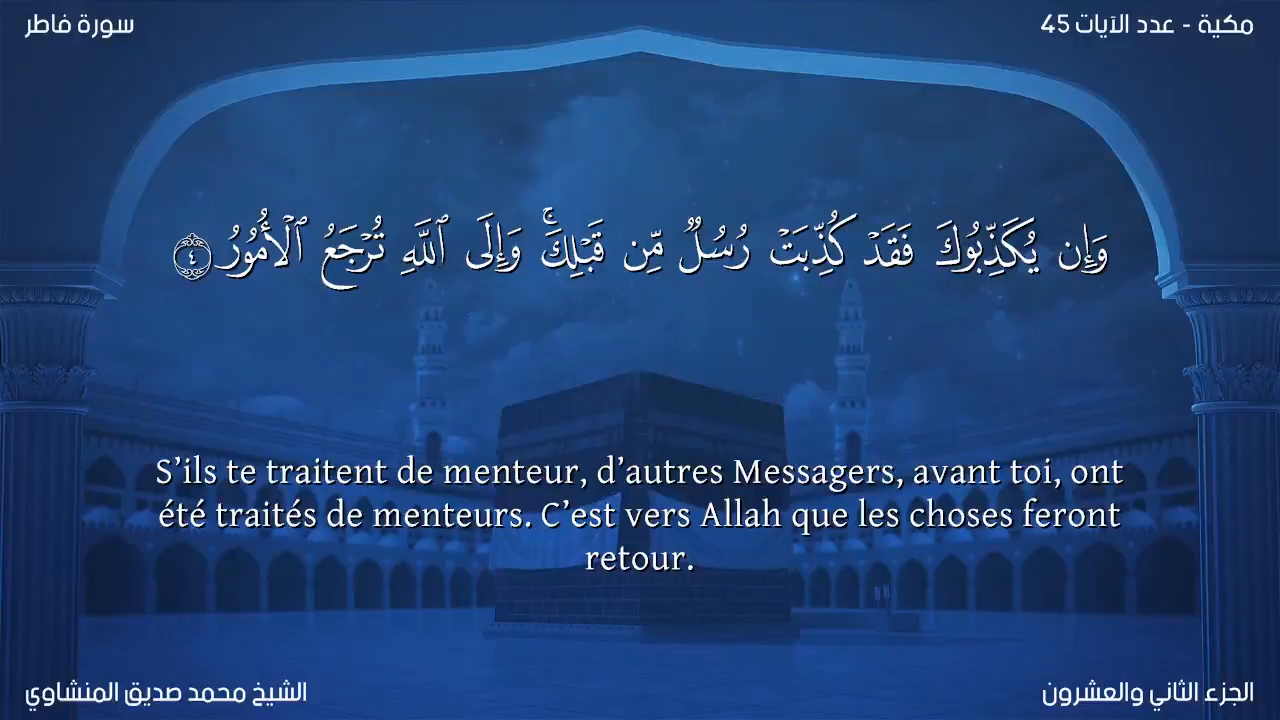 مكية - عدد الآيات 45
سورة فاطر
وَإِن يُكَذِّبُوكَ فَقَدْ كُذِّبَتْ رُسُلٌ مِّن قَبْلِكَ ۚ وَإِلَى ٱللَّهِ تُرْجَعُ ٱلْأُمُورُ ٤
S’ils te traitent de menteur, d’autres Messagers, avant toi, ont
été traités de menteurs. C’est vers Allah que les choses feront
retour.
الجزء الثاني والعشرون
الشيخ محمد صديق المنشاوي